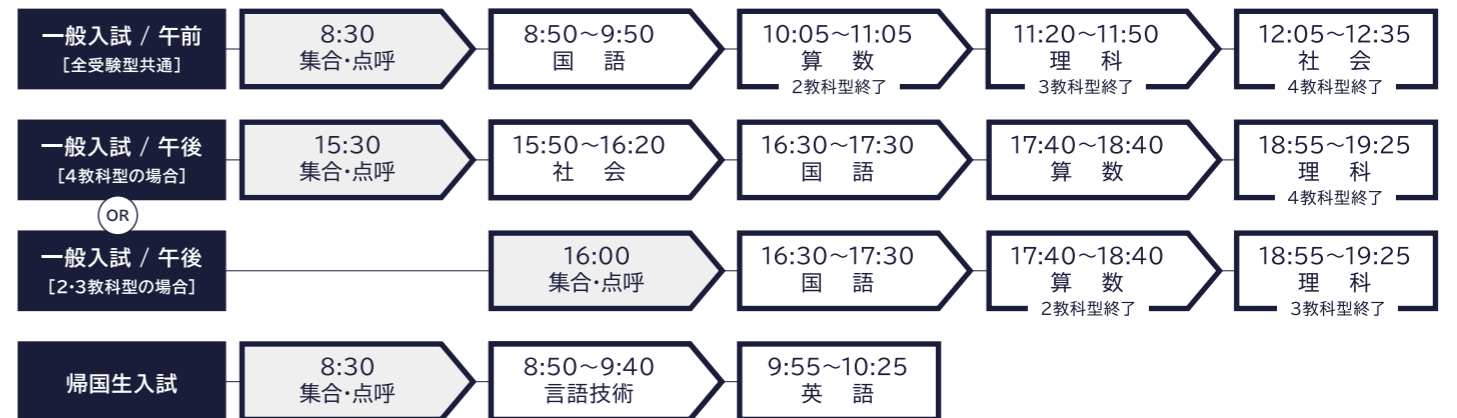 一般入試 / 午前
[全受験型共通]
8:30
集合・点呼
8:50〜9:50
国 語
10:05〜11:05
算 数
2教科型終了
11:20〜11:50
理 科
3教科型終了
12:05〜12:35
社 会
4教科型終了
一般入試 / 午後
[4教科型の場合]
15:30
集合・点呼
15:50〜16:20
社 会
16:30〜17:30
国 語
17:40〜18:40
算 数
18:55〜19:25
理 科
4教科型終了
OR
一般入試 / 午後
[2・3教科型の場合]
16:00
集合・点呼
16:30〜17:30
国 語
17:40〜18:40
算 数
2教科型終了
18:55〜19:25
理 科
3教科型終了
帰国生入試
8:30
集合・点呼
8:50〜9:40
言語技術
9:55〜10:25
英 語